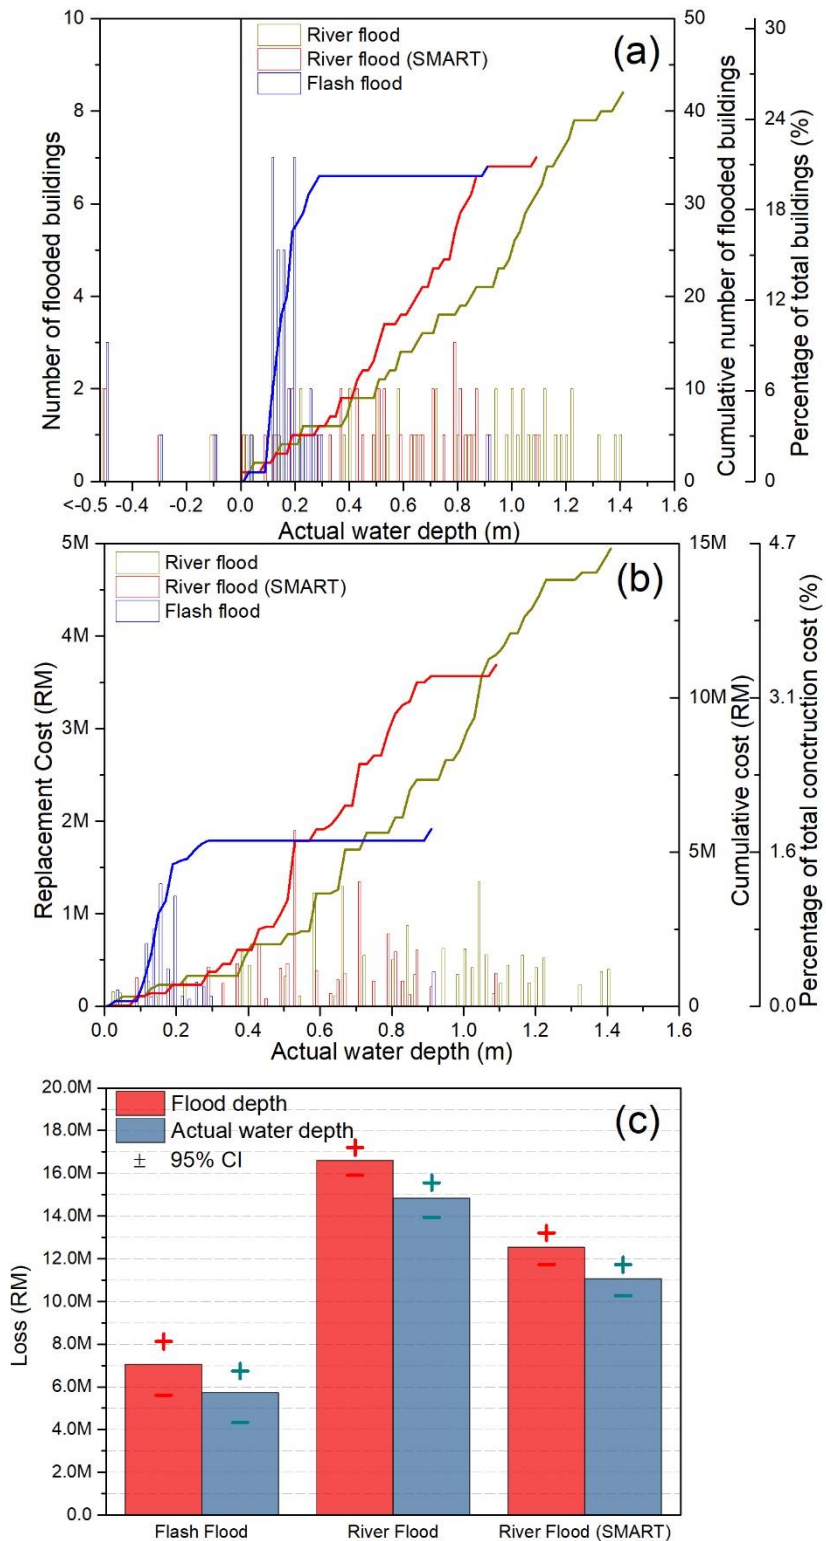 (a)
River flood
River flood (SMART)
Flash flood
Number of flooded buildings
10
8
6
4
2
0
Cumulative number of flooded buildings
50
40
30
20
10
0
Percentage of total buildings (%)
30
24
18
12
6
0
<-0.5 -0.4 -0.2 0.0 0.2 0.4 0.6 0.8 1.0 1.2 1.4 1.6
Actual water depth (m)
(b)
River flood
River flood (SMART)
Flash flood
Replacement Cost (RM)
5M
4M
3M
2M
1M
0
Cumulative cost (RM)
15M
10M
5M
0
Percentage of total conctruction cost (%)
4.7
3.1
1.6
0.0
0.0 0.2 0.4 0.6 0.8 1.0 1.2 1.4 1.6
Actual water depth (m)
(c)
Flood depth
Actual water depth
± 95% CI
Loss (RM)
20.0M
18.0M
16.0M
14.0M
12.0M
10.0M
8.0M
6.0M
4.0M
2.0M
0.0
Flash Flood River Flood River Flood (SMART)